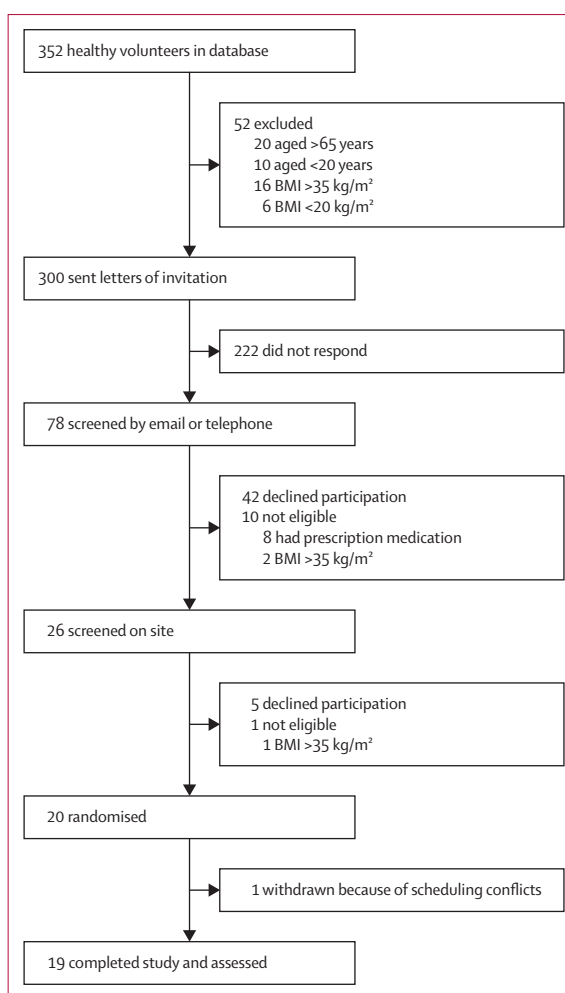 352 healthy volunteers in database
52 excluded
20 aged >65 years
10 aged <20 years
16 BMI >35 kg/m²
6 BMI <20 kg/m²
300 sent letters of invitation
222 did not respond
78 screened by email or telephone
42 declined participation
10 not eligible
8 had prescription medication
2 BMI >35 kg/m²
26 screened on site
5 declined participation
1 not eligible
1 BMI >35 kg/m²
20 randomised
1 withdrawn because of scheduling conflicts
19 completed study and assessed